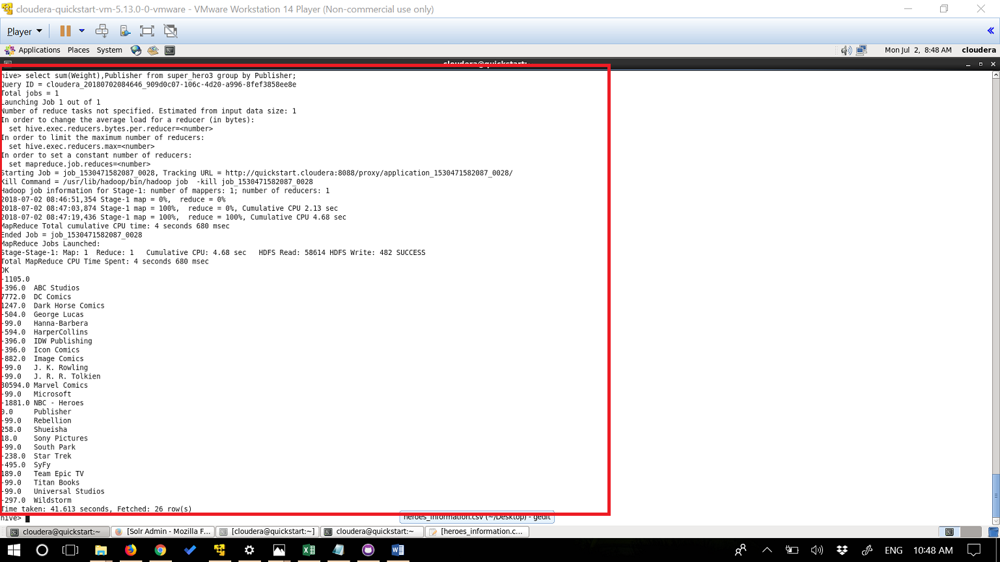 cloudera-quickstart-vm-5.13.0-0-vmware - VMware Workstation 14 Player (Non-commercial use only)
Player
Applications Places System Mon Jul 2, 8:48 AM cloudera
cloudera@quickstart:~
hive> select sum(Weight),Publisher from super_hero3 group by Publisher;
Query ID = cloudera_20180702084646_909d0c07-106c-4d20-a996-8fef3858ee8e
Total jobs = 1
Launching Job 1 out of 1
Number of reduce tasks not specified. Estimated from input data size: 1
In order to change the average load for a reducer (in bytes):
set hive.exec.reducers.bytes.per.reducer=<number>
In order to limit the maximum number of reducers:
set hive.exec.reducers.max=<number>
In order to set a constant number of reducers:
set mapreduce.job.reduces=<number>
Starting Job = job_1530471582087_0028, Tracking URL = http://quickstart.cloudera:8088/proxy/application_1530471582087_0028/
Kill Command = /usr/lib/hadoop/bin/hadoop job -kill job_1530471582087_0028
Hadoop job information for Stage-1: number of mappers: 1; number of reducers: 1
2018-07-02 08:46:51,354 Stage-1 map = 0%, reduce = 0%
2018-07-02 08:47:03,874 Stage-1 map = 100%, reduce = 0%, Cumulative CPU 2.13 sec
2018-07-02 08:47:19,436 Stage-1 map = 100%, reduce = 100%, Cumulative CPU 4.68 sec
MapReduce Total cumulative CPU time: 4 seconds 680 msec
Ended Job = job_1530471582087_0028
MapReduce Jobs Launched:
Stage-Stage-1: Map: 1 Reduce: 1 Cumulative CPU: 4.68 sec HDFS Read: 58614 HDFS Write: 482 SUCCESS
Total MapReduce CPU Time Spent: 4 seconds 680 msec
OK
-1105.0
-396.0 ABC Studios
7772.0 DC Comics
1247.0 Dark Horse Comics
-504.0 George Lucas
-99.0 Hanna-Barbera
-594.0 HarperCollins
-396.0 IDW Publishing
-396.0 Icon Comics
-882.0 Image Comics
-99.0 J. K. Rowling
-99.0 J. R. R. Tolkien
30594.0 Marvel Comics
-99.0 Microsoft
-1881.0 NBC - Heroes
0.0 Publisher
-99.0 Rebellion
258.0 Shueisha
18.0 Sony Pictures
-99.0 South Park
-238.0 Star Trek
-495.0 SyFy
189.0 Team Epic TV
-99.0 Titan Books
-99.0 Universal Studios
-297.0 Wildstorm
Time taken: 41.613 seconds, Fetched: 26 row(s)
hive>
heroes_information.csv (~/Desktop) - gedit
cloudera@quickstart:~ [Solr Admin - Mozilla F... [cloudera@quickstart:~] cloudera@quickstart:~ [heroes_information.c...
ENG 10:48 AM